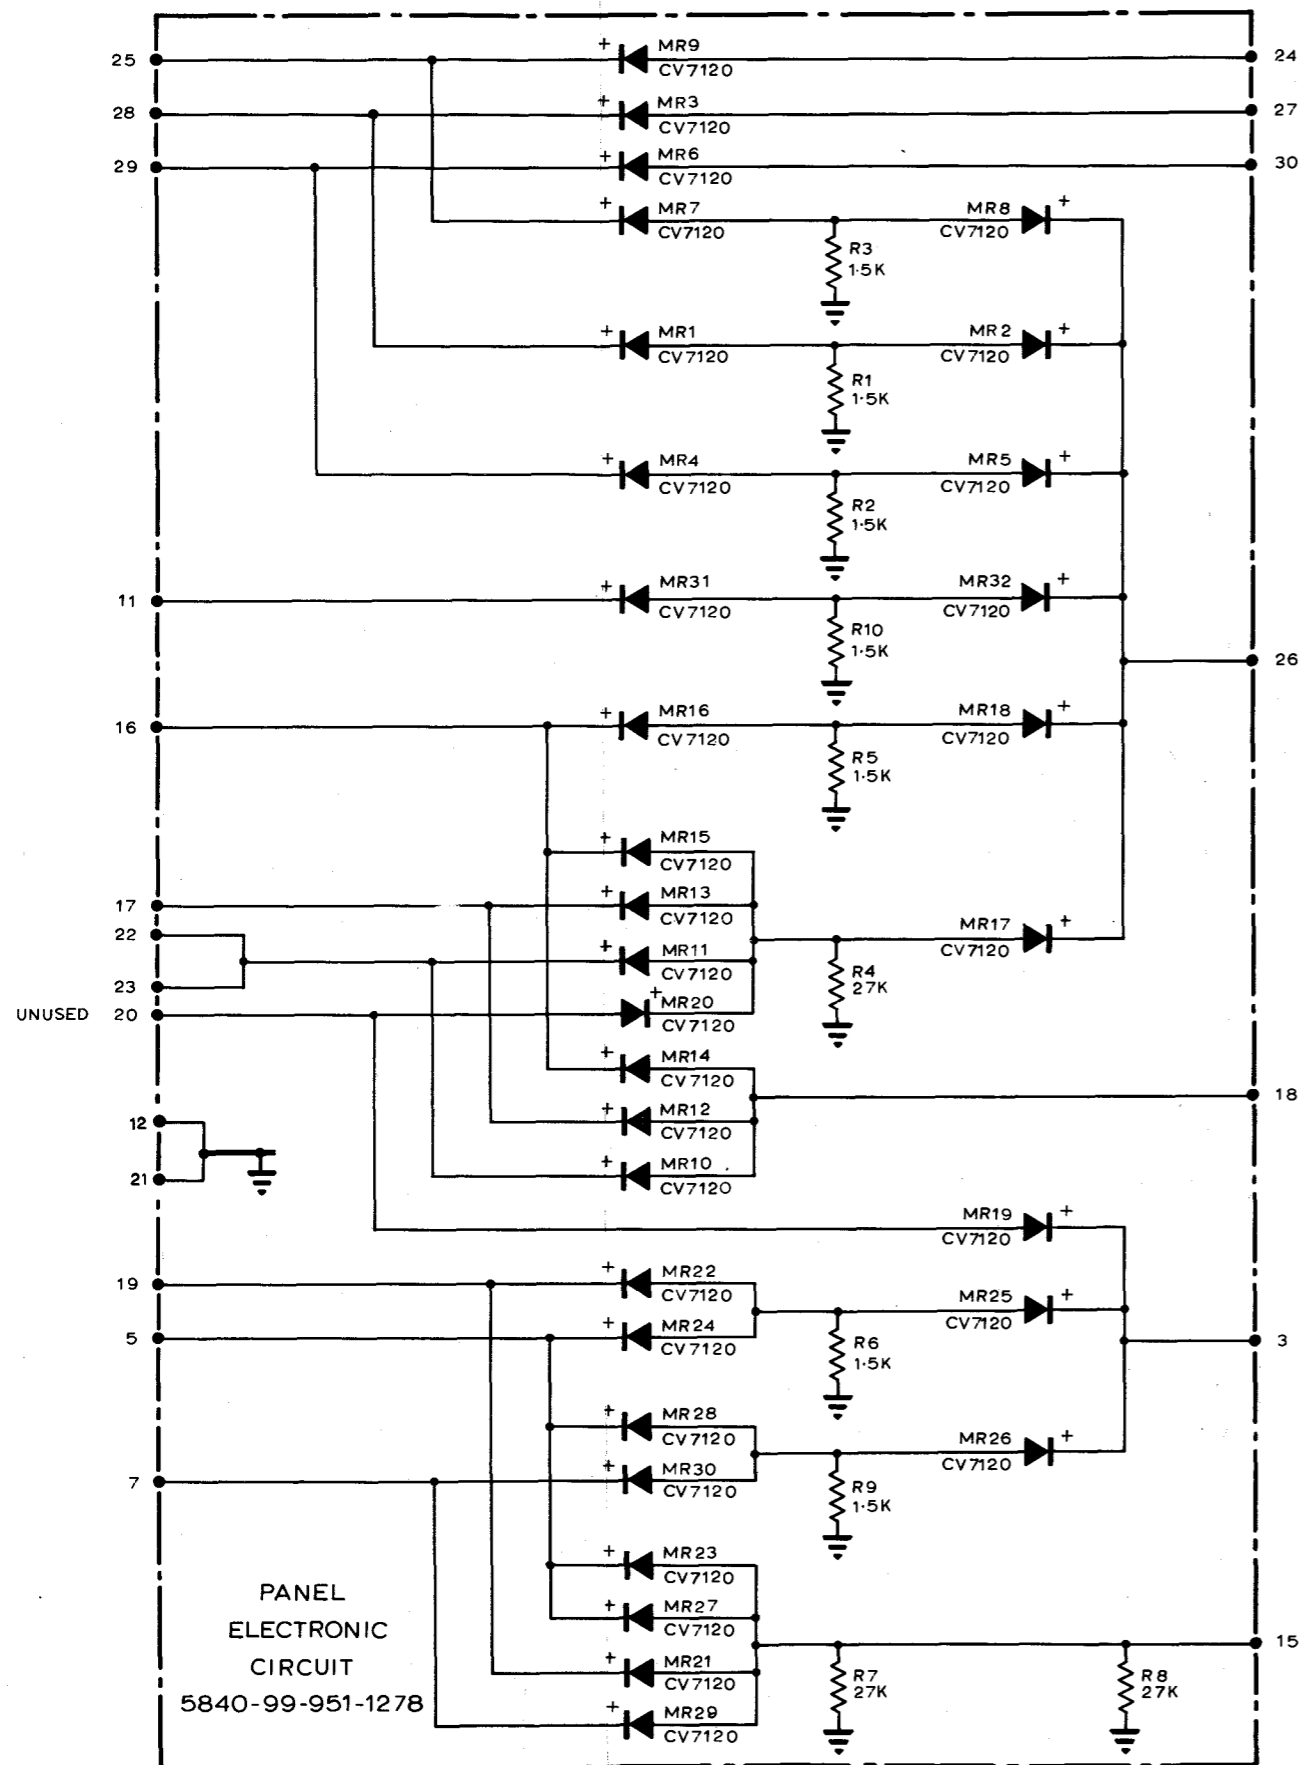 25
+ MR9
CV7120
24
28
+ MR3
CV7120
27
29
+ MR6
CV7120
30
+ MR7
CV7120
MR8 +
CV7120
R3
1·5K
+ MR1
CV7120
MR2 +
CV7120
R1
1·5K
+ MR4
CV7120
MR5 +
CV7120
R2
1·5K
11
+ MR31
CV7120
MR32 +
CV7120
R10
1·5K
26
16
+ MR16
CV7120
MR18 +
CV7120
R5
1·5K
+ MR15
CV7120
17
+ MR13
CV7120
22
+ MR11
CV7120
MR17 +
CV7120
23
R4
27K
UNUSED 20
+
MR20
CV7120
+ MR14
CV7120
18
12
+ MR12
CV7120
21
+ MR10
CV7120
MR19 +
CV7120
19
+ MR22
CV7120
MR25 +
CV7120
5
+ MR24
CV7120
3
R6
1·5K
+ MR28
CV7120
MR26 +
CV7120
7
+ MR30
CV7120
R9
1·5K
+ MR23
CV7120
+ MR27
CV7120
15
+ MR21
CV7120
R7
27K
R8
27K
+ MR29
CV7120
PANEL
ELECTRONIC
CIRCUIT
5840-99-951-1278